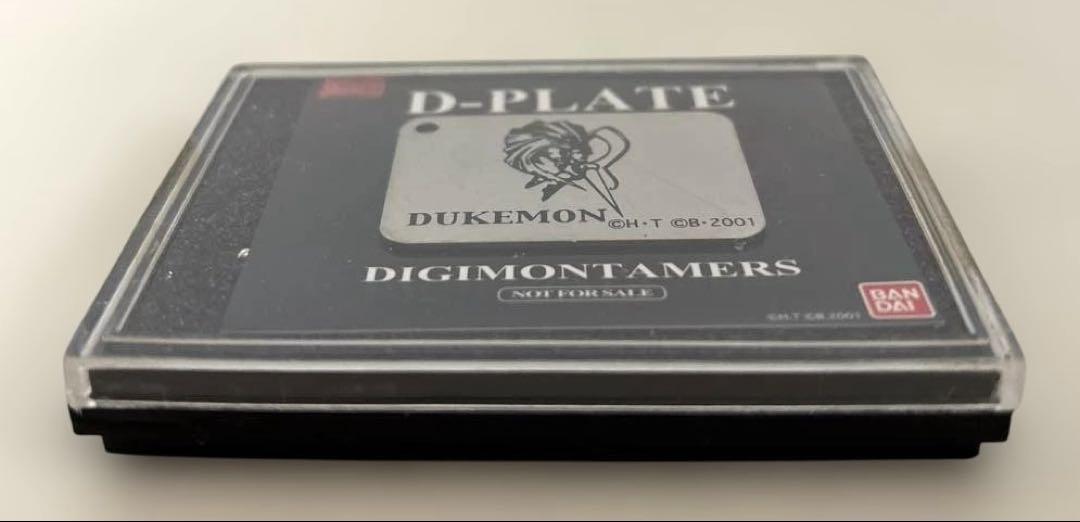 D-PLATE
DUKEMON
©H・T ©B・2001
DIGIMONTAMERS
NOT FOR SALE
©H.T ©B.2001
BAN
DAI